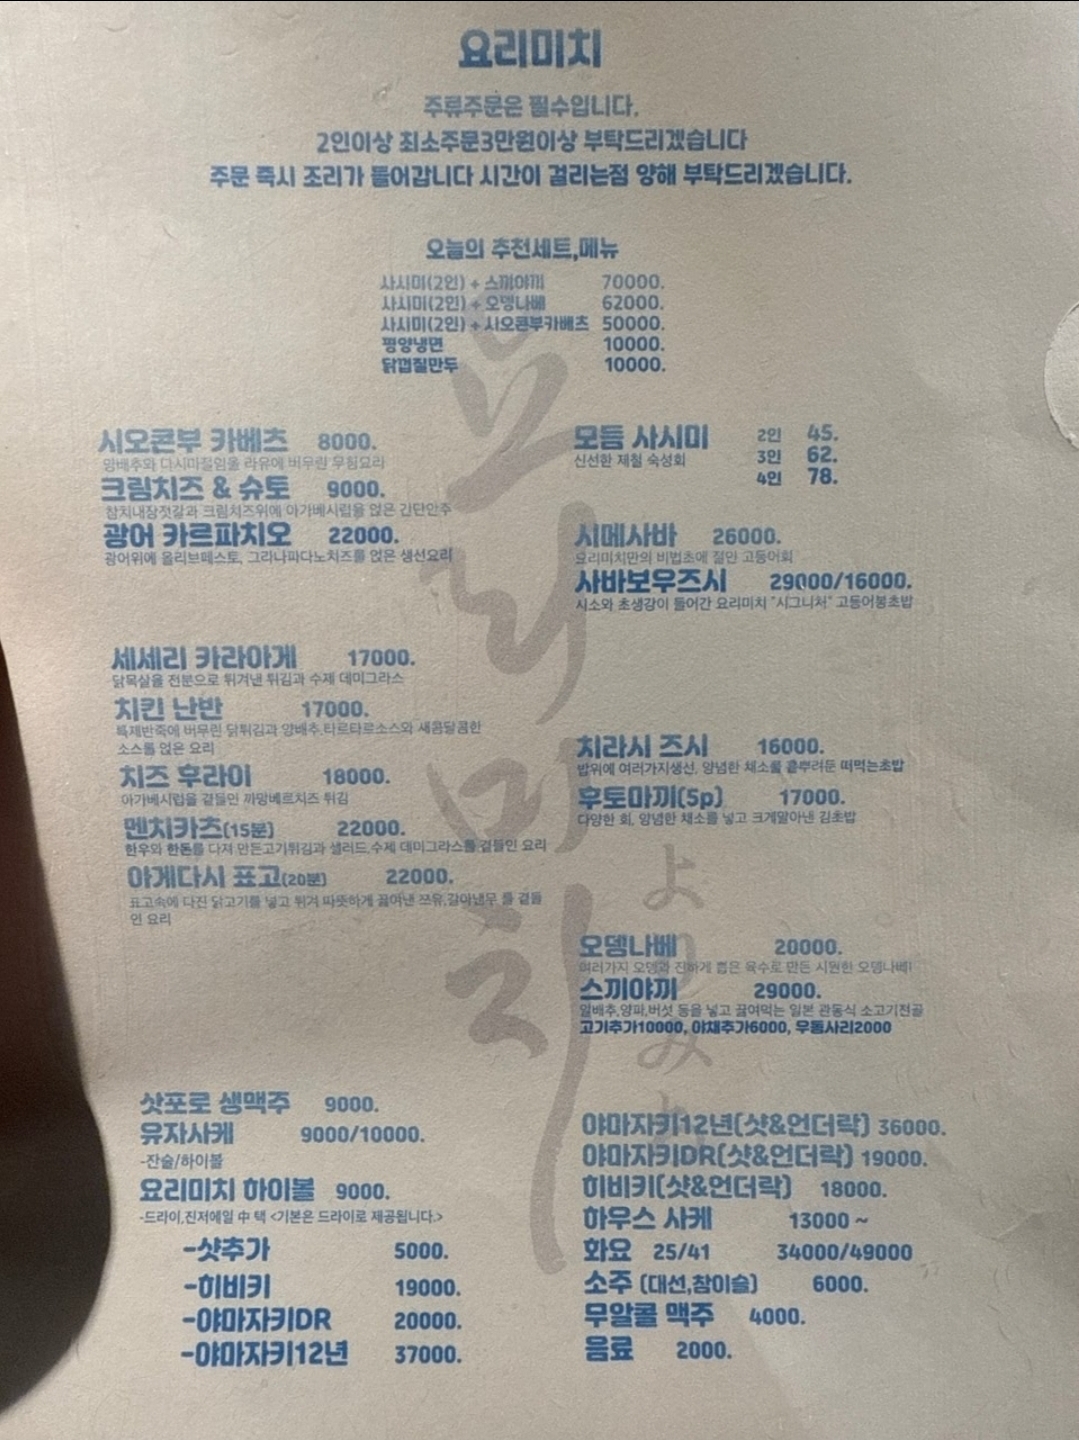 요리미치
주류주문은 필수입니다.
2인이상 최소주문3만원이상 부탁드리겠습니다
주문 즉시 조리가 들어갑니다 시간이 걸리는점 양해 부탁드리겠습니다.
오늘의 추천세트,메뉴
사시미(2인) + 스끼야끼 70000.
사시미(2인) + 오뎅나베 62000.
사시미(2인) + 시오콘부카베츠 50000.
평양냉면 10000.
닭껍질만두 10000.
시오콘부 카베츠 8000.
양배추와 다시마절임을 라유에 버무린 무침요리
크림치즈 & 슈토 9000.
참치내장젓갈과 크림치즈위에 아가베시럽을 얹은 간단안주
광어 카르파치오 22000.
광어위에 올리브페스토, 그라나파다노치즈를 얹은 생선요리
세세리 카라아게 17000.
닭목살을 전분으로 튀겨낸 튀김과 수제 데미그라스
치킨 난반 17000.
특제반죽에 버무린 닭튀김과 양배추,타르타르소스와 새콤달콤한
소스를 얹은 요리
치즈 후라이 18000.
아가베시럽을 곁들인 까망베르치즈 튀김
멘치카츠(15분) 22000.
한우와 한돈을 다져 만든고기튀김과 샐러드,수제 데미그라스를 곁들인 요리
아게다시 표고(20분) 22000.
표고속에 다진 닭고기를 넣고 튀겨 따뜻하게 끓여낸 쯔유,갈아낸무 를 곁들
인 요리
모듬 사시미 2인 45.
신선한 제철 숙성회 3인 62.
4인 78.
시메사바 26000.
요리미치만의 비법초에 절인 고등어회
사바보우즈시 29000/16000.
시소와 초생강이 들어간 요리미치 "시그니처" 고등어봉초밥
치라시 즈시 16000.
밥위에 여러가지생선, 양념한 채소를 흩뿌려둔 떠먹는초밥
후토마끼(5p) 17000.
다양한 회, 양념한 채소를 넣고 크게말아낸 김초밥
오뎅나베 20000.
여러가지 오뎅과 진하게 뽑은 육수로 만든 시원한 오뎅나베!
스끼야끼 29000.
알배추,양파,버섯 등을 넣고 끓여먹는 일본 관동식 소고기전골
고기추가10000, 야채추가6000, 우동사리2000
삿포로 생맥주 9000.
유자사케 9000/10000.
-잔술/하이볼
요리미치 하이볼 9000.
-드라이,진저에일 中 택 <기본은 드라이로 제공됩니다.>
-샷추가 5000.
-히비키 19000.
-야마자키DR 20000.
-야마자키12년 37000.
야마자키12년(샷&언더락) 36000.
야마자키DR(샷&언더락) 19000.
히비키(샷&언더락) 18000.
하우스 사케 13000 ~
화요 25/41 34000/49000
소주 (대선,참이슬) 6000.
무알콜 맥주 4000.
음료 2000.
요리미치
よりみち